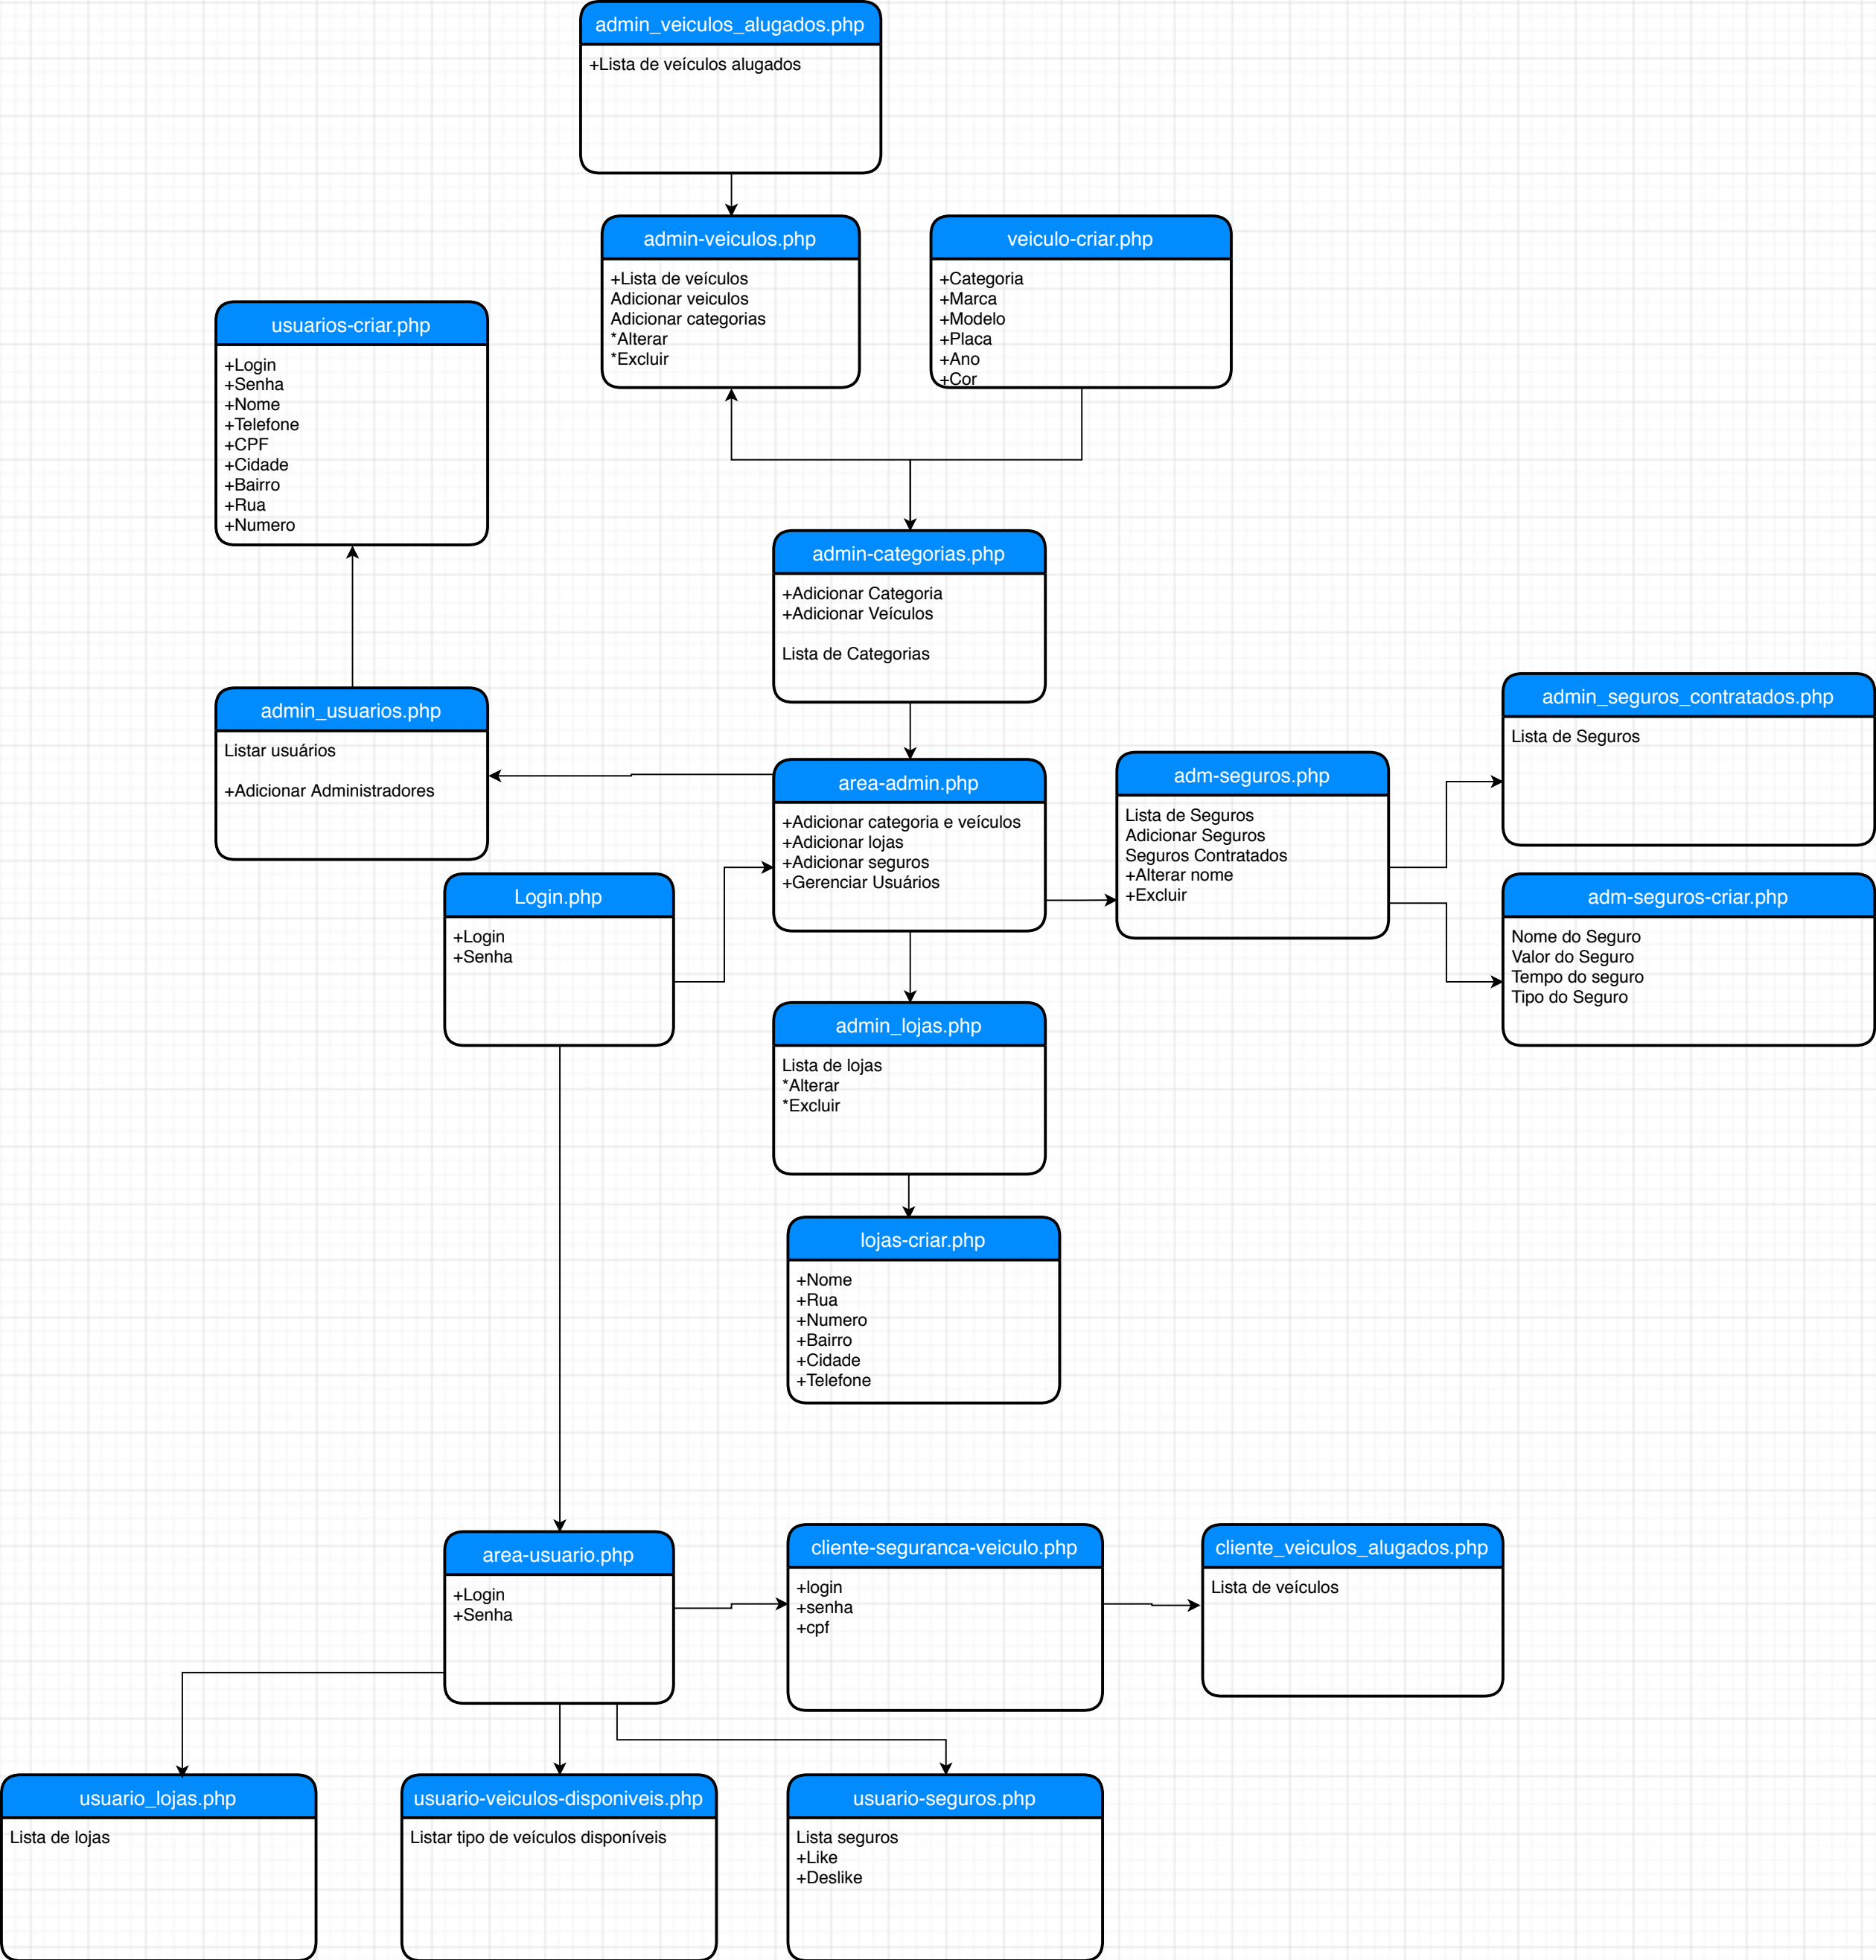 admin_veiculos_alugados.php
+Lista de veículos alugados
admin-veiculos.php
+Lista de veículos
Adicionar veiculos
Adicionar categorias
*Alterar
*Excluir
veiculo-criar.php
+Categoria
+Marca
+Modelo
+Placa
+Ano
+Cor
usuarios-criar.php
+Login
+Senha
+Nome
+Telefone
+CPF
+Cidade
+Bairro
+Rua
+Numero
admin-categorias.php
+Adicionar Categoria
+Adicionar Veículos
Lista de Categorias
admin_usuarios.php
Listar usuários
+Adicionar Administradores
area-admin.php
+Adicionar categoria e veículos
+Adicionar lojas
+Adicionar seguros
+Gerenciar Usuários
adm-seguros.php
Lista de Seguros
Adicionar Seguros
Seguros Contratados
+Alterar nome
+Excluir
admin_seguros_contratados.php
Lista de Seguros
Login.php
+Login
+Senha
adm-seguros-criar.php
Nome do Seguro
Valor do Seguro
Tempo do seguro
Tipo do Seguro
admin_lojas.php
Lista de lojas
*Alterar
*Excluir
lojas-criar.php
+Nome
+Rua
+Numero
+Bairro
+Cidade
+Telefone
area-usuario.php
+Login
+Senha
cliente-seguranca-veiculo.php
+login
+senha
+cpf
cliente_veiculos_alugados.php
Lista de veículos
usuario_lojas.php
Lista de lojas
usuario-veiculos-disponiveis.php
Listar tipo de veículos disponíveis
usuario-seguros.php
Lista seguros
+Like
+Deslike